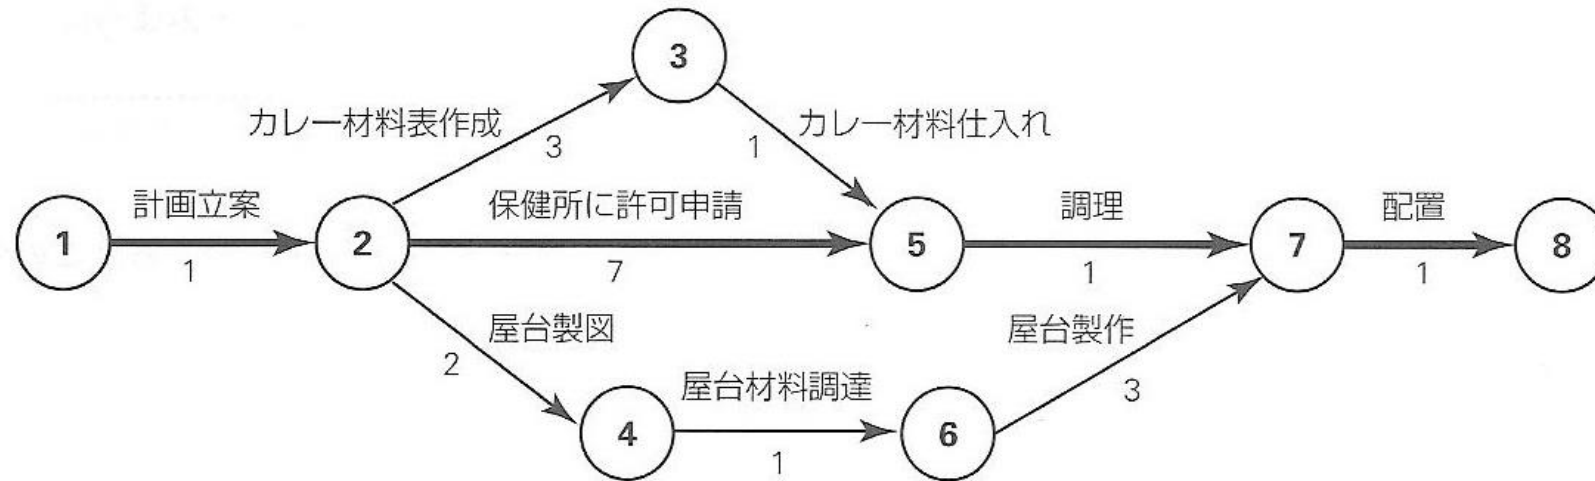 3
カレー材料表作成
3
1
カレー材料仕入れ
計画立案
保健所に許可申請
調理
配置
1
2
5
7
8
1
7
1
1
屋台製図
2
屋台製作
3
屋台材料調達
4
6
1